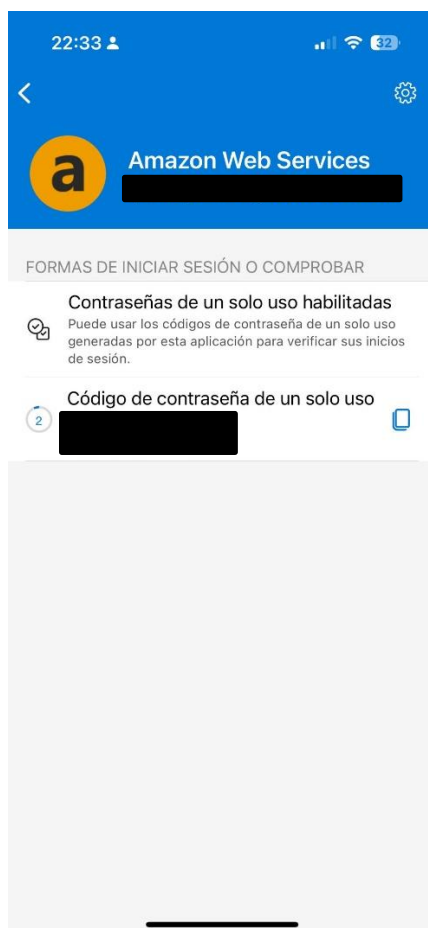 22:33
32
a
Amazon Web Services
FORMAS DE INICIAR SESIÓN O COMPROBAR
Contraseñas de un solo uso habilitadas
Puede usar los códigos de contraseña de un solo uso
generadas por esta aplicación para verificar sus inicios
de sesión.
Código de contraseña de un solo uso
2